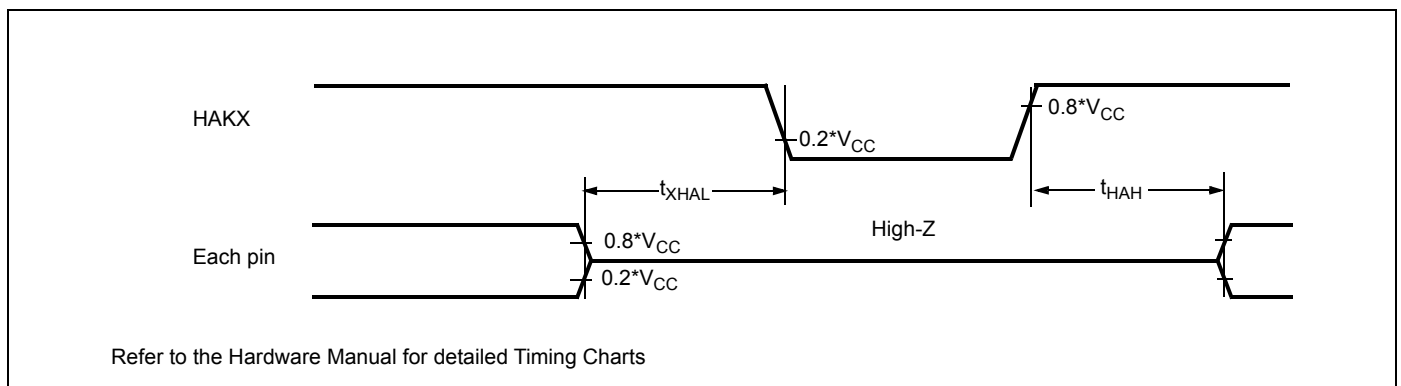 HAKX
0.8*VCC
0.2*VCC
tXHAL
tHAH
High-Z
Each pin
0.8*VCC
0.2*VCC
Refer to the Hardware Manual for detailed Timing Charts